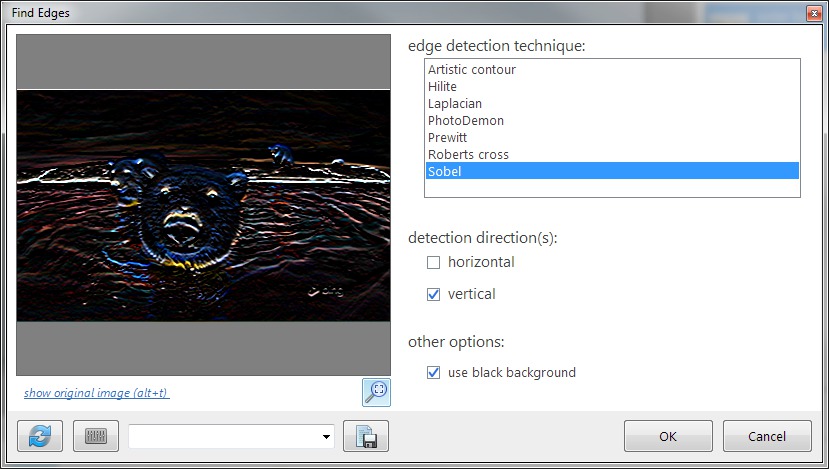 Find Edges
edge detection technique:
Artistic contour
Hilite
Laplacian
PhotoDemon
Prewitt
Roberts cross
Sobel
detection direction(s):
horizontal
vertical
other options:
use black background
show original image (alt+t)
OK
Cancel